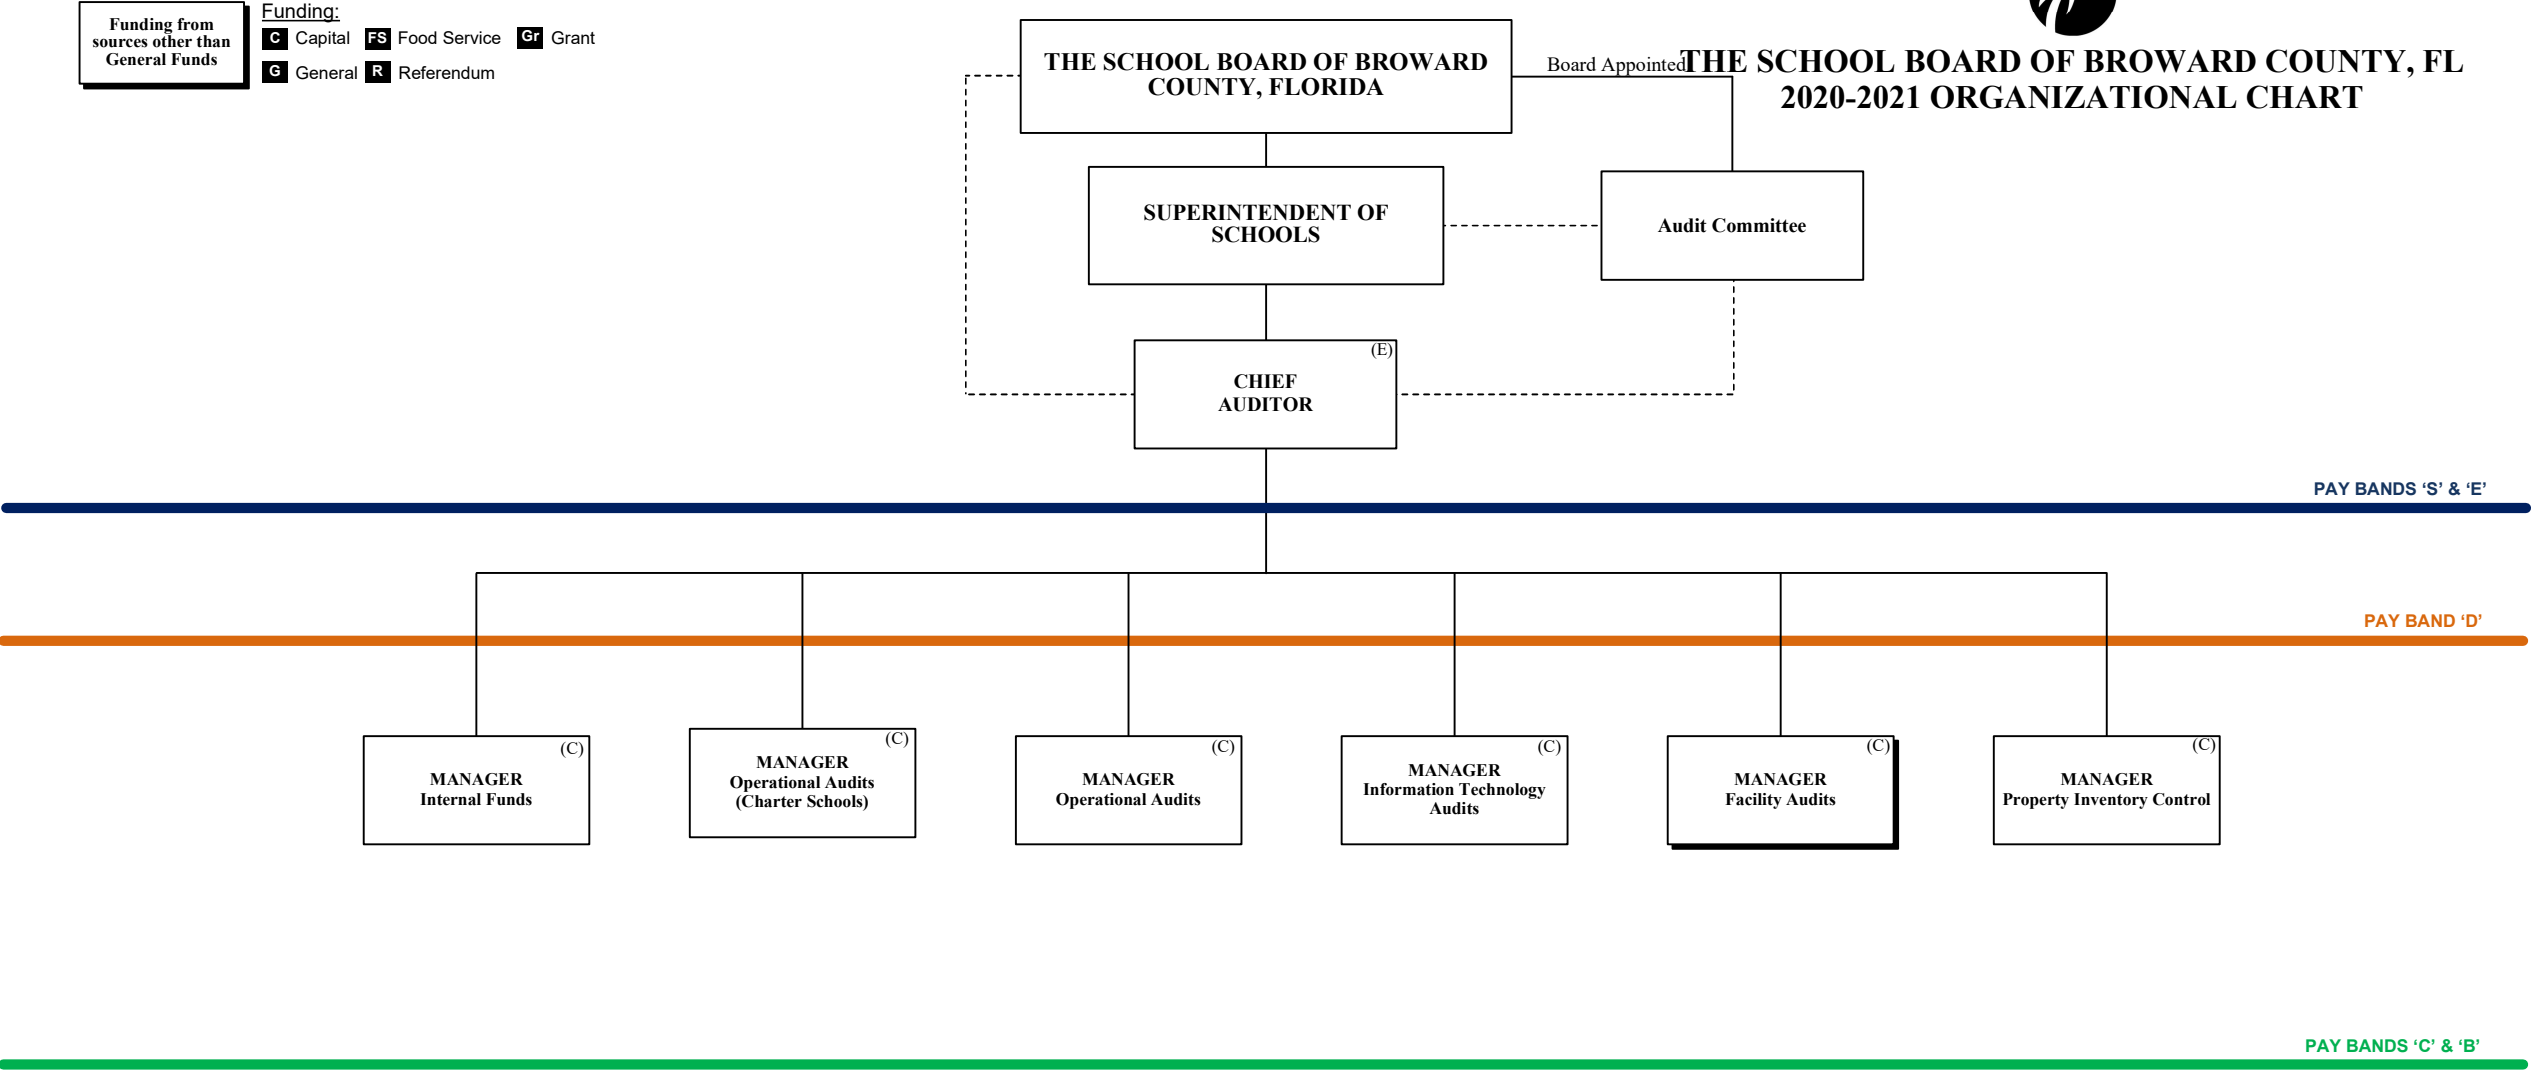 Funding from
sources other than
General Funds
Funding:
C Capital FS Food Service Gr Grant
G General R Referendum
THE SCHOOL BOARD OF BROWARD
COUNTY, FLORIDA
Board Appointed
THE SCHOOL BOARD OF BROWARD COUNTY, FL
2020-2021 ORGANIZATIONAL CHART
SUPERINTENDENT OF
SCHOOLS
Audit Committee
(E)
CHIEF
AUDITOR
PAY BANDS ‘S’ & ‘E’
PAY BAND ‘D’
(C)
MANAGER
Internal Funds
(C)
MANAGER
Operational Audits
(Charter Schools)
(C)
MANAGER
Operational Audits
(C)
MANAGER
Information Technology
Audits
(C)
MANAGER
Facility Audits
(C)
MANAGER
Property Inventory Control
PAY BANDS ‘C’ & ‘B’